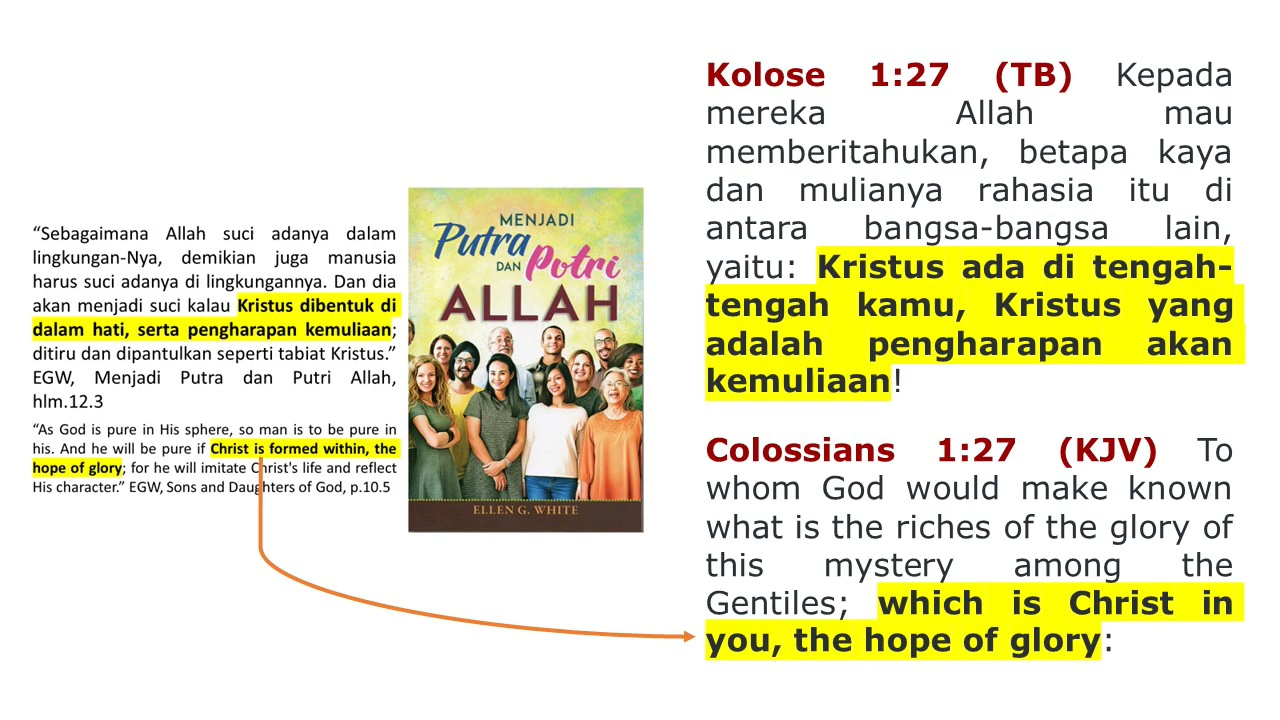 “Sebagaimana Allah suci adanya dalam
lingkungan-Nya, demikian juga manusia
harus suci adanya di lingkungannya. Dan dia
akan menjadi suci kalau Kristus dibentuk di
dalam hati, serta pengharapan kemuliaan;
ditiru dan dipantulkan seperti tabiat Kristus.”
EGW, Menjadi Putra dan Putri Allah,
hlm.12.3
“As God is pure in His sphere, so man is to be pure in
his. And he will be pure if Christ is formed within, the
hope of glory; for he will imitate Christ's life and reflect
His character.” EGW, Sons and Daughters of God, p.10.5
MENJADI
Putra
DAN Potri
ALLAH
ELLEN G. WHITE
Kolose 1:27 (TB) Kepada
mereka Allah mau
memberitahukan, betapa kaya
dan mulianya rahasia itu di
antara bangsa-bangsa lain,
yaitu: Kristus ada di tengah-
tengah kamu, Kristus yang
adalah pengharapan akan
kemuliaan!
Colossians 1:27 (KJV) To
whom God would make known
what is the riches of the glory of
this mystery among the
Gentiles; which is Christ in
you, the hope of glory: